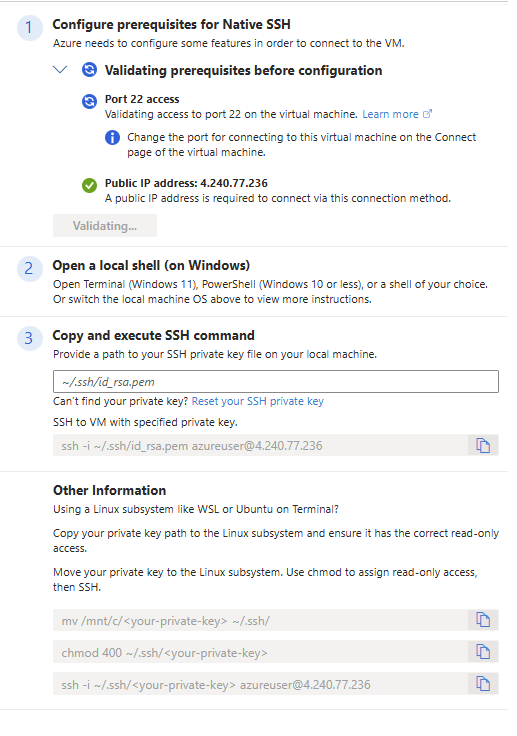 1 Configure prerequisites for Native SSH
Azure needs to configure some features in order to connect to the VM.
Validating prerequisites before configuration
Port 22 access
Validating access to port 22 on the virtual machine. Learn more
Change the port for connecting to this virtual machine on the Connect
page of the virtual machine.
Public IP address: 4.240.77.236
A public IP address is required to connect via this connection method.
Validating...
2 Open a local shell (on Windows)
Open Terminal (Windows 11), PowerShell (Windows 10 or less), or a shell of your choice.
Or switch the local machine OS above to view more instructions.
3 Copy and execute SSH command
Provide a path to your SSH private key file on your local machine.
~/.ssh/id_rsa.pem
Can't find your private key? Reset your SSH private key
SSH to VM with specified private key.
ssh -i ~/.ssh/id_rsa.pem azureuser@4.240.77.236
Other Information
Using a Linux subsystem like WSL or Ubuntu on Terminal?
Copy your private key path to the Linux subsystem and ensure it has the correct read-only
access.
Move your private key to the Linux subsystem. Use chmod to assign read-only access,
then SSH.
mv /mnt/c/<your-private-key> ~/.ssh/
chmod 400 ~/.ssh/<your-private-key>
ssh -i ~/.ssh/<your-private-key> azureuser@4.240.77.236